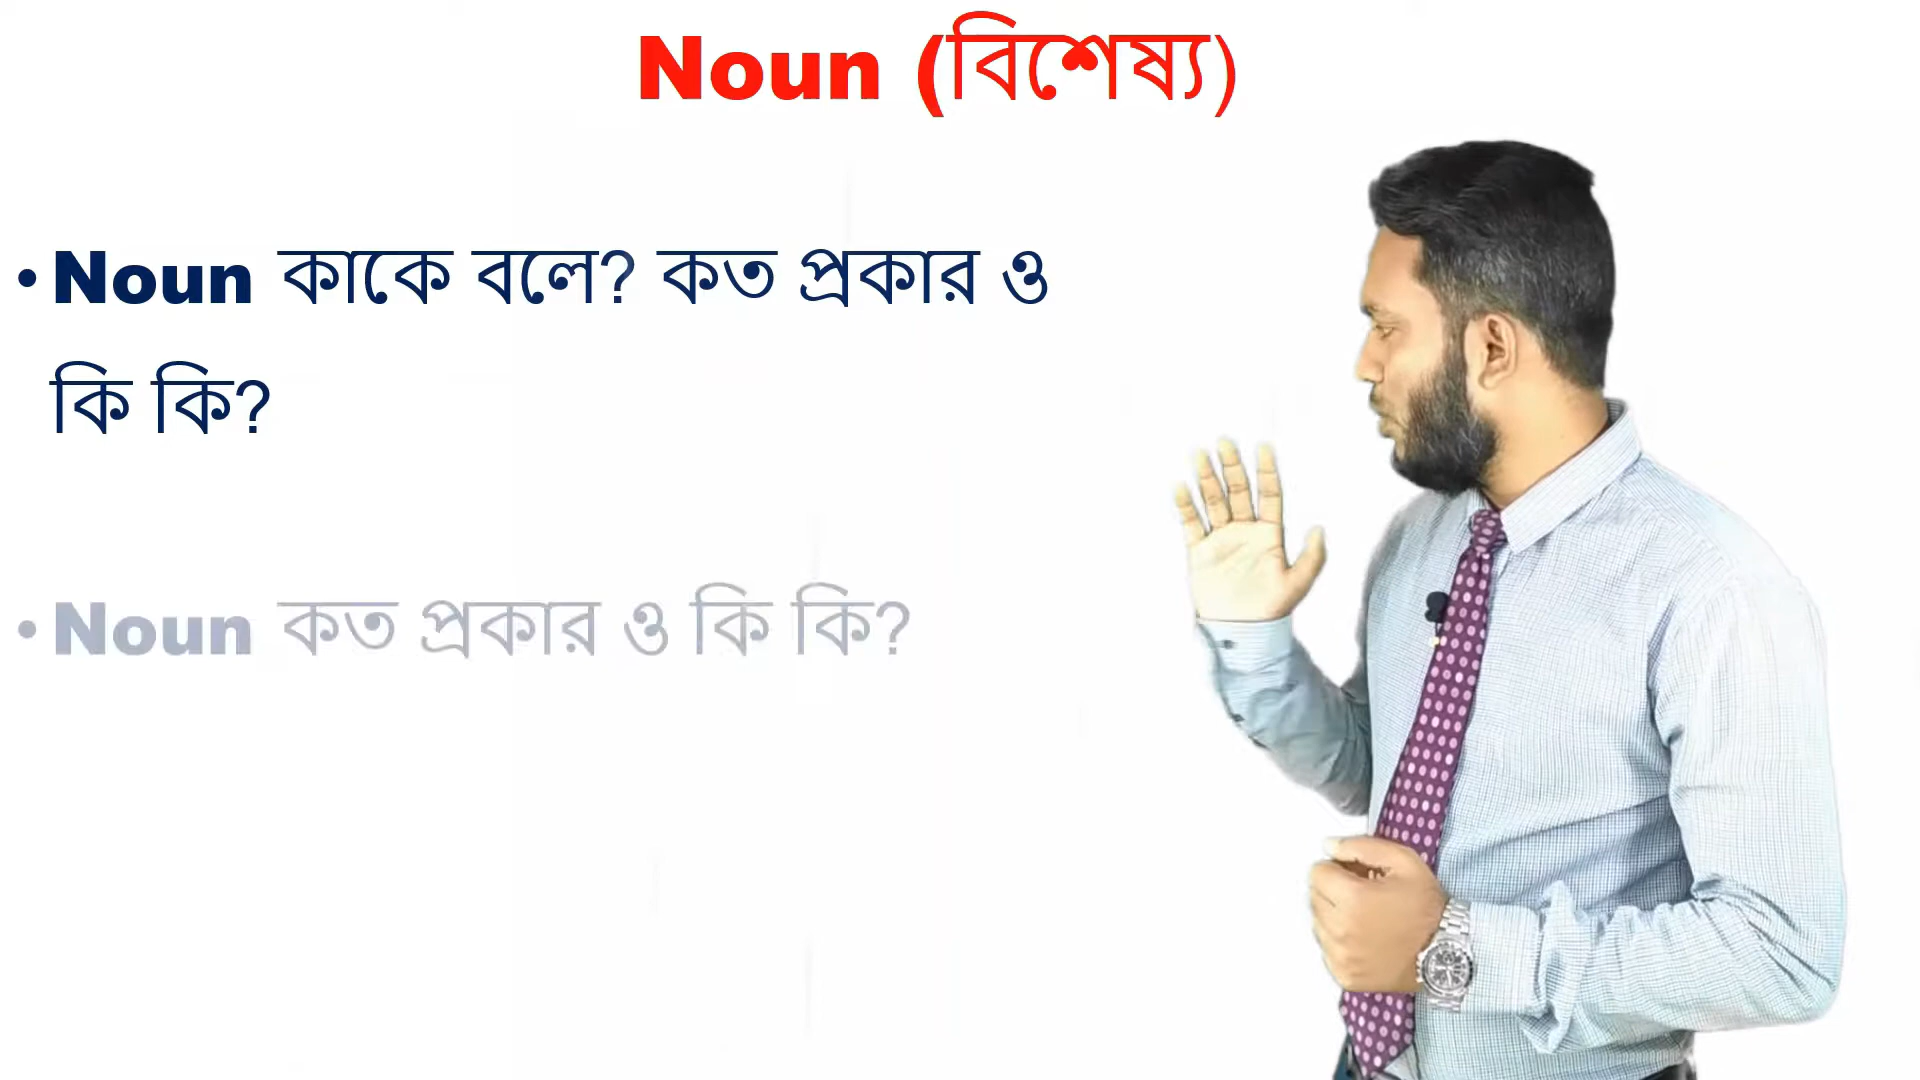 Noun (বিশেষ্য)
• Noun কাকে বলে? কত প্রকার ও
কি কি?
• Noun কত প্রকার ও কি কি?